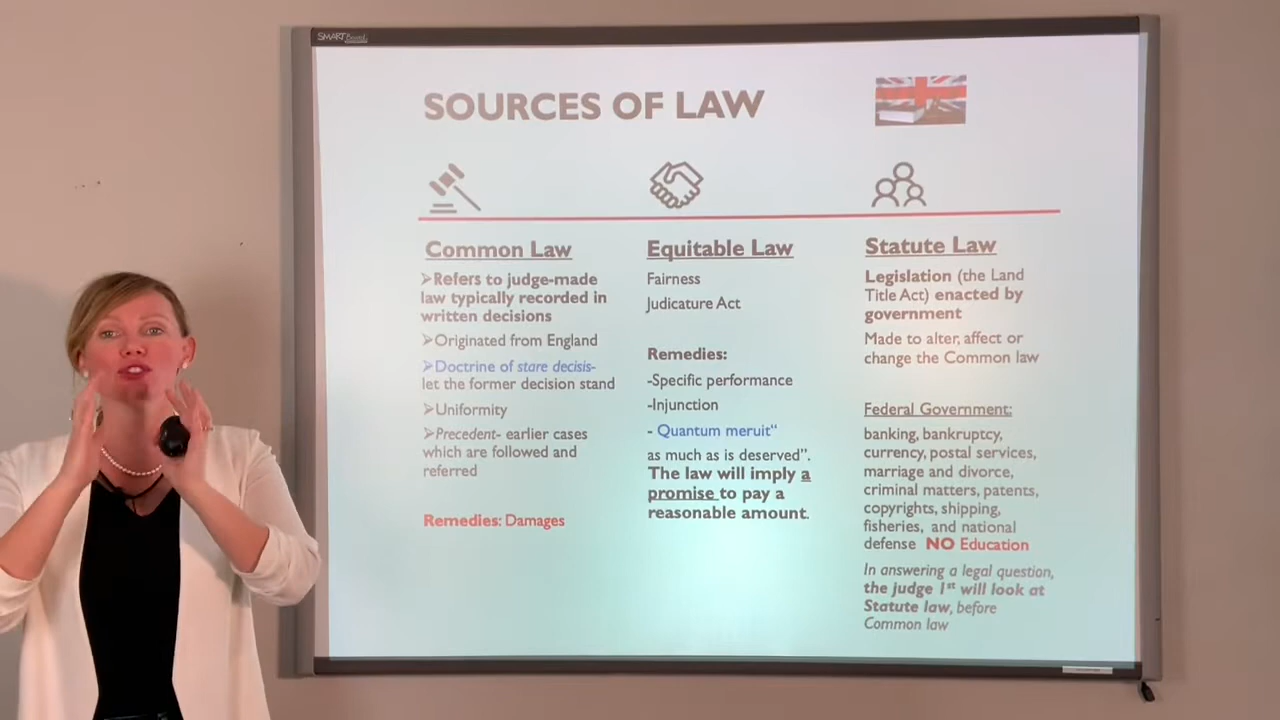 SMART Board
SOURCES OF LAW
Common Law
➢Refers to judge-made
law typically recorded in
written decisions
➢Originated from England
➢Doctrine of stare decisis-
let the former decision stand
➢Uniformity
➢Precedent- earlier cases
which are followed and
referred
Remedies: Damages
Equitable Law
Fairness
Judicature Act
Remedies:
-Specific performance
-Injunction
- Quantum meruit“
as much as is deserved”.
The law will imply a
promise to pay a
reasonable amount.
Statute Law
Legislation (the Land
Title Act) enacted by
government
Made to alter, affect or
change the Common law
Federal Government:
banking, bankruptcy,
currency, postal services,
marriage and divorce,
criminal matters, patents,
copyrights, shipping,
fisheries, and national
defense NO Education
In answering a legal question,
the judge 1st will look at
Statute law, before
Common law